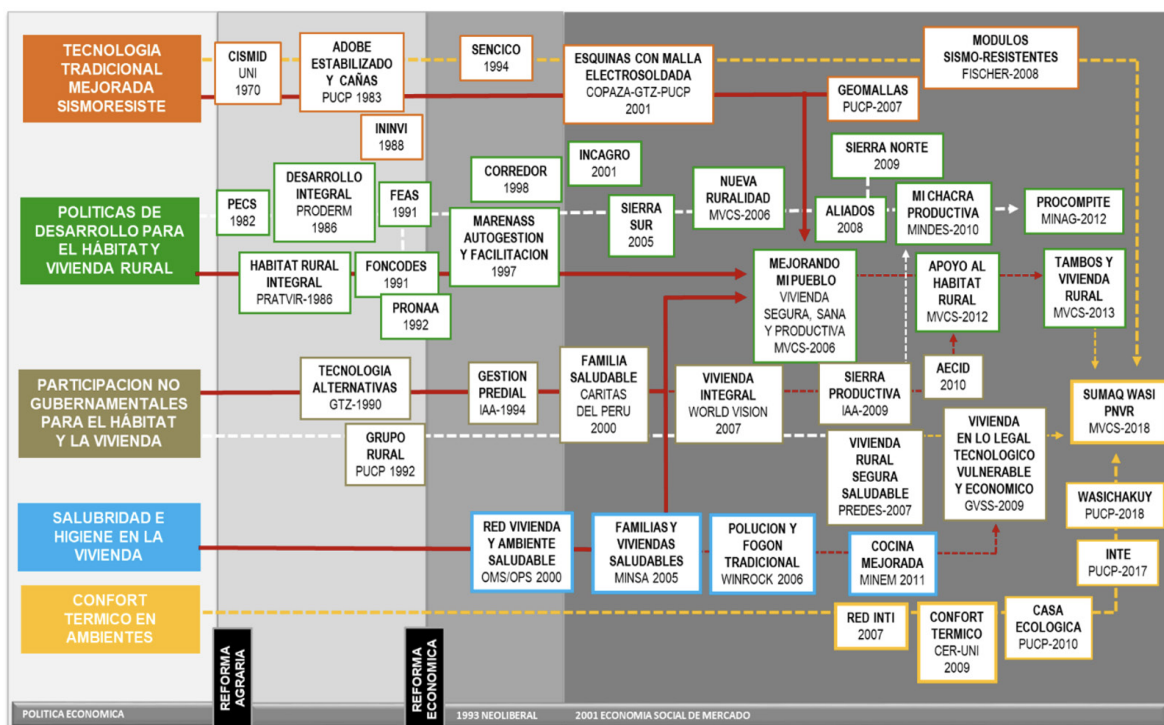 TECNOLOGIA
TRADICIONAL
MEJORADA
SISMORESISTE
CISMID
UNI
1970
ADOBE
ESTABILIZADO
Y CAÑAS
PUCP 1983
ININVI
1988
SENCICO
1994
ESQUINAS CON MALLA
ELECTROSOLDADA
COPAZA-GTZ-PUCP
2001
GEOMALLAS
PUCP-2007
MODULOS
SISMO-RESISTENTES
FISCHER-2008
POLITICAS DE
DESARROLLO PARA
EL HÁBITAT Y
VIVIENDA RURAL
PECS
1982
DESARROLLO
INTEGRAL
PRODERM
1986
HABITAT RURAL
INTEGRAL
PRATVIR-1986
FEAS
1991
FONCODES
1991
PRONAA
1992
CORREDOR
1998
MARENASS
AUTOGESTION
Y FACILITACION
1997
INCAGRO
2001
SIERRA
SUR
2005
NUEVA
RURALIDAD
MVCS-2006
MEJORANDO
MI PUEBLO
VIVIENDA
SEGURA, SANA
Y PRODUCTIVA
MVCS-2006
ALIADOS
2008
SIERRA NORTE
2009
MI CHACRA
PRODUCTIVA
MINDES-2010
PROCOMPITE
MINAG-2012
APOYO AL
HABITAT
RURAL
MVCS-2012
TAMBOS Y
VIVIENDA
RURAL
MVCS-2013
PARTICIPACION NO
GUBERNAMENTALES
PARA EL HÁBITAT
Y LA VIVIENDA
TECNOLOGIA
ALTERNATIVAS
GTZ-1990
GRUPO
RURAL
PUCP 1992
GESTION
PREDIAL
IAA-1994
FAMILIA
SALUDABLE
CARITAS
DEL PERU
2000
VIVIENDA
INTEGRAL
WORLD VISION
2007
SIERRA
PRODUCTIVA
IAA-2009
AECID
2010
VIVIENDA
RURAL
SEGURA
SALUDABLE
PREDES-2007
VIVIENDA
EN LO LEGAL
TECNOLOGICO
VULNERABLE
Y ECONOMICO
GVSS-2009
SUMAQ WASI
PNVR
MVCS-2018
SALUBRIDAD E
HIGIENE EN LA
VIVIENDA
RED VIVIENDA
Y AMBIENTE
SALUDABLE
OMS/OPS 2000
FAMILIAS Y
VIVIENDAS
SALUDABLES
MINSA 2005
POLUCION Y
FOGON
TRADICIONAL
WINROCK 2006
COCINA
MEJORADA
MINEM 2011
WASICHAKUY
PUCP-2018
INTE
PUCP-2017
CONFORT
TERMICO EN
AMBIENTES
RED INTI
2007
CONFORT
TERMICO
CER-UNI
2009
CASA
ECOLOGICA
PUCP-2010
REFORMA
AGRARIA
REFORMA
ECONOMICA
POLITICA ECONOMICA
1993 NEOLIBERAL
2001 ECONOMIA SOCIAL DE MERCADO